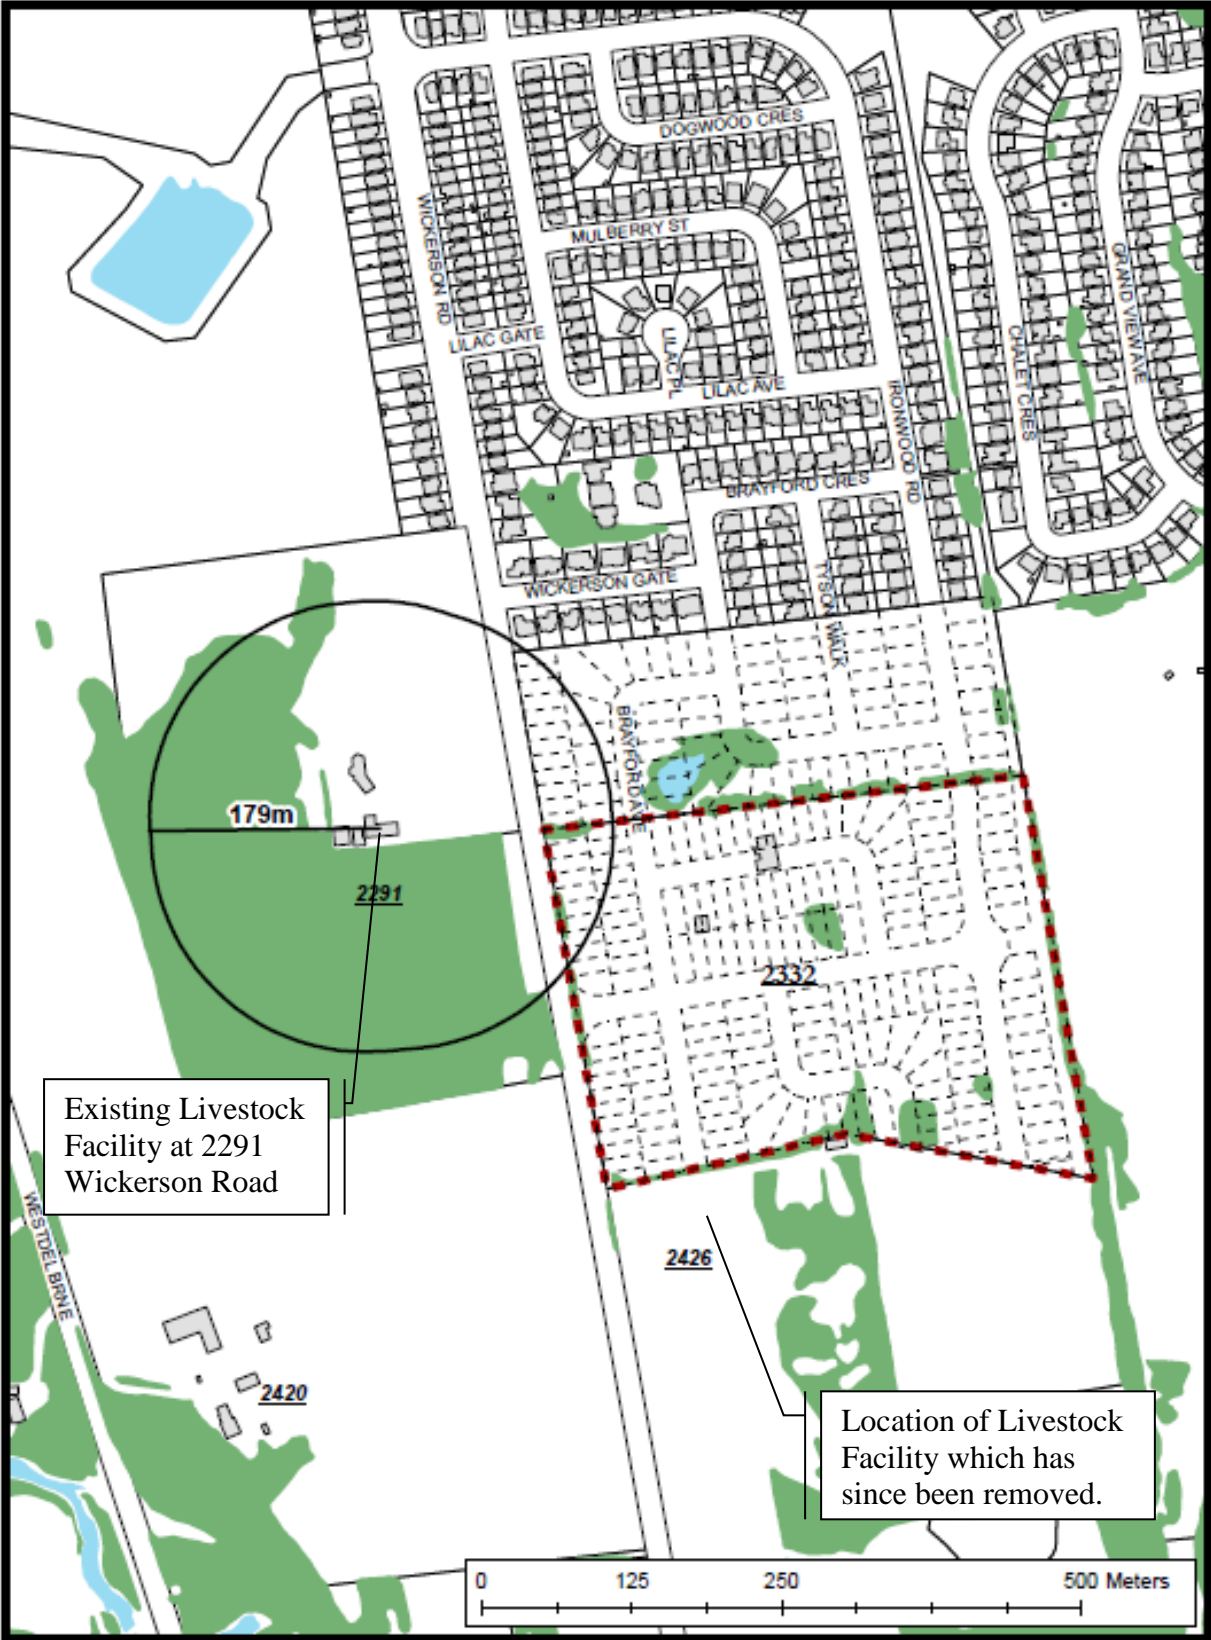 DOGWOOD CRES
WICKERSON RD
MULBERRY ST
GRAND VIEW AVE
LILAC GATE
LILAC PL
CHALET CRES
LILAC AVE
IRONWOOD RD
BRAYFORD CRES
WICKERSON GATE
TYSON WALK
BRAYFORD AVE
179m
2291
2332
Existing Livestock
Facility at 2291
Wickerson Road
WESTDEL BRNE
2426
2420
Location of Livestock
Facility which has
since been removed.
0 125 250 500 Meters